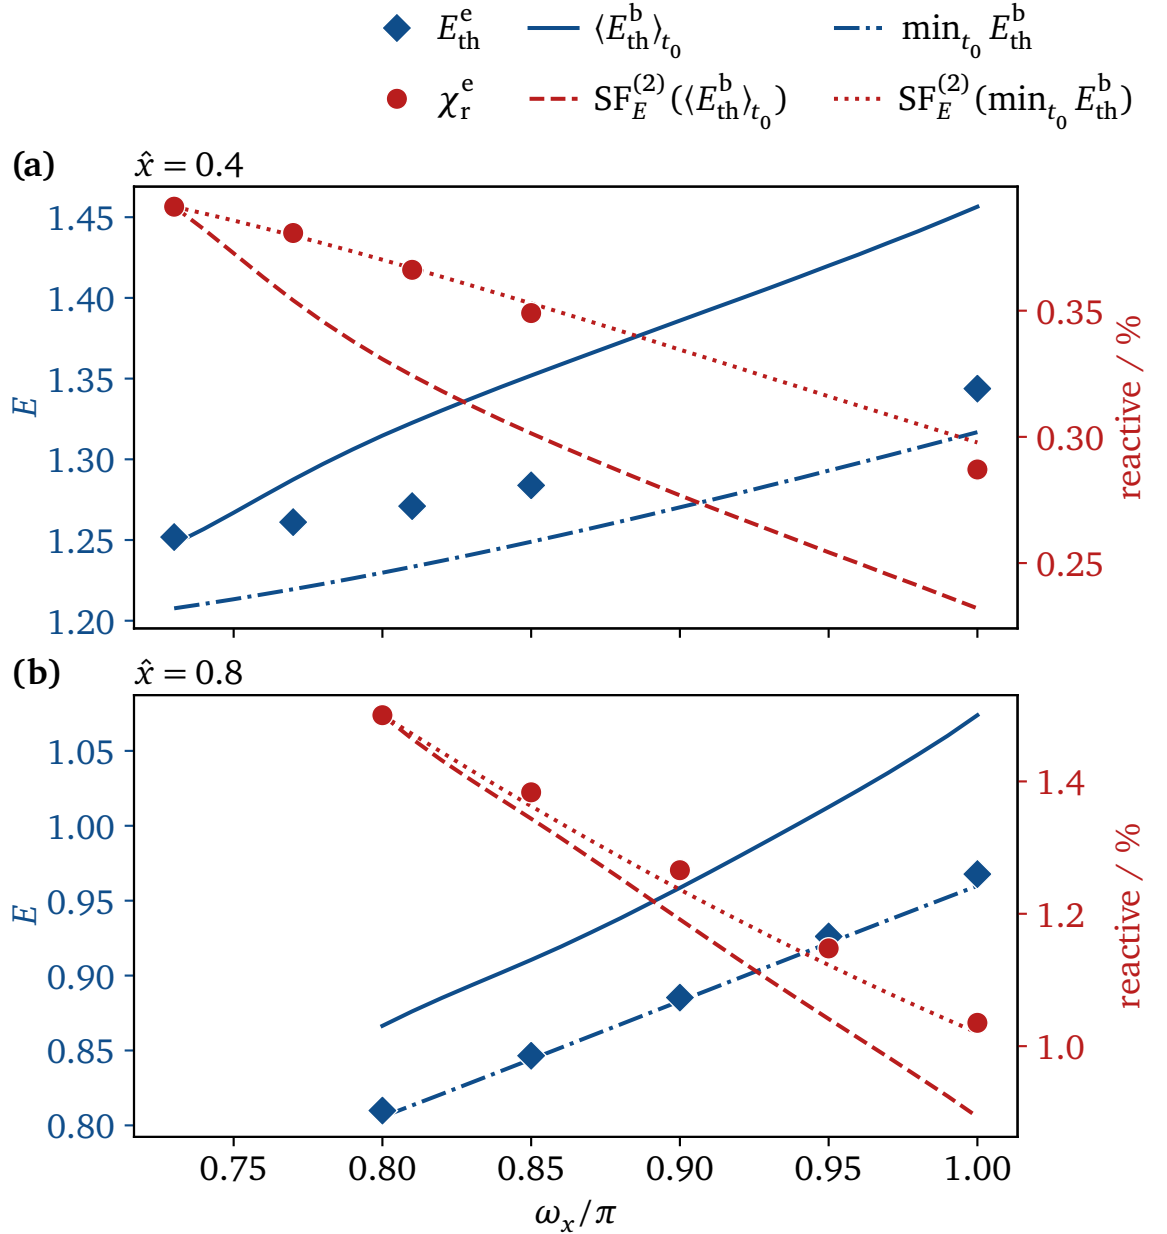 E_th^e ⟨E_th^b⟩_t₀ min_t₀ E_th^b
χ_r^e SF_E^(2)(⟨E_th^b⟩_t₀) SF_E^(2)(min_t₀ E_th^b)
(a) x̂ = 0.4
1.45
1.40
1.35
1.30
1.25
1.20
E
0.35
0.30
0.25
reactive / %
(b) x̂ = 0.8
1.05
1.00
0.95
0.90
0.85
0.80
E
1.4
1.2
1.0
reactive / %
0.75 0.80 0.85 0.90 0.95 1.00
ω_x/π